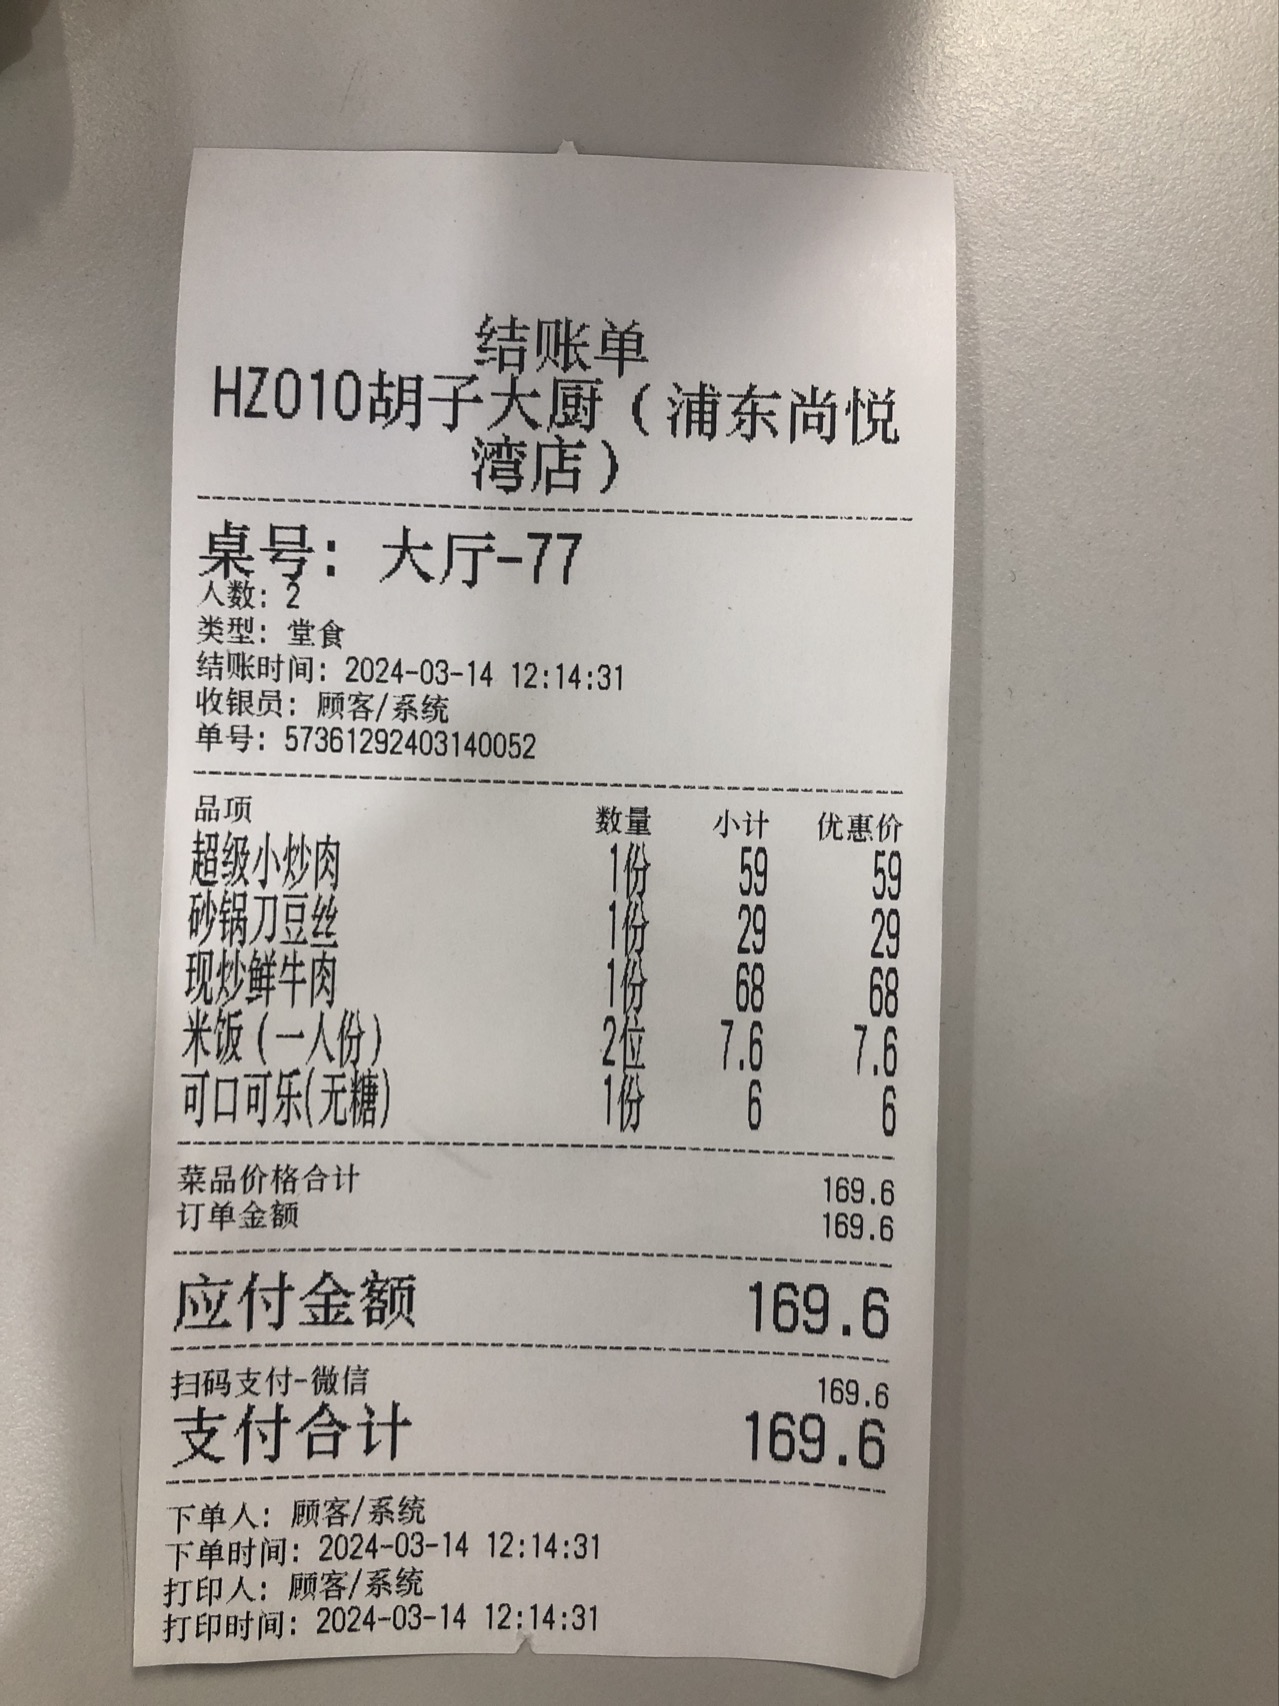 结账单
HZ010胡子大厨（浦东尚悦
湾店）
桌号：大厅-77
人数：2
类型：堂食
结账时间：2024-03-14 12:14:31
收银员：顾客/系统
单号：57361292403140052
品项 数量 小计 优惠价
超级小炒肉 1份 59 59
砂锅刀豆丝 1份 29 29
现炒鲜牛肉 1份 68 68
米饭（一人份） 2位 7.6 7.6
可口可乐(无糖) 1份 6 6
菜品价格合计 169.6
订单金额 169.6
应付金额 169.6
扫码支付-微信 169.6
支付合计 169.6
下单人：顾客/系统
下单时间：2024-03-14 12:14:31
打印人：顾客/系统
打印时间：2024-03-14 12:14:31